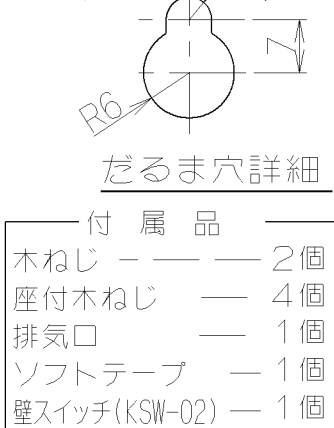 7
R6
だるま穴詳細
付属品
木ねじ ― ― ― 2個
座付木ねじ ― 4個
排気口 ― 1個
ソフトテープ ― 1個
壁スイッチ(KSW-02) ― 1個